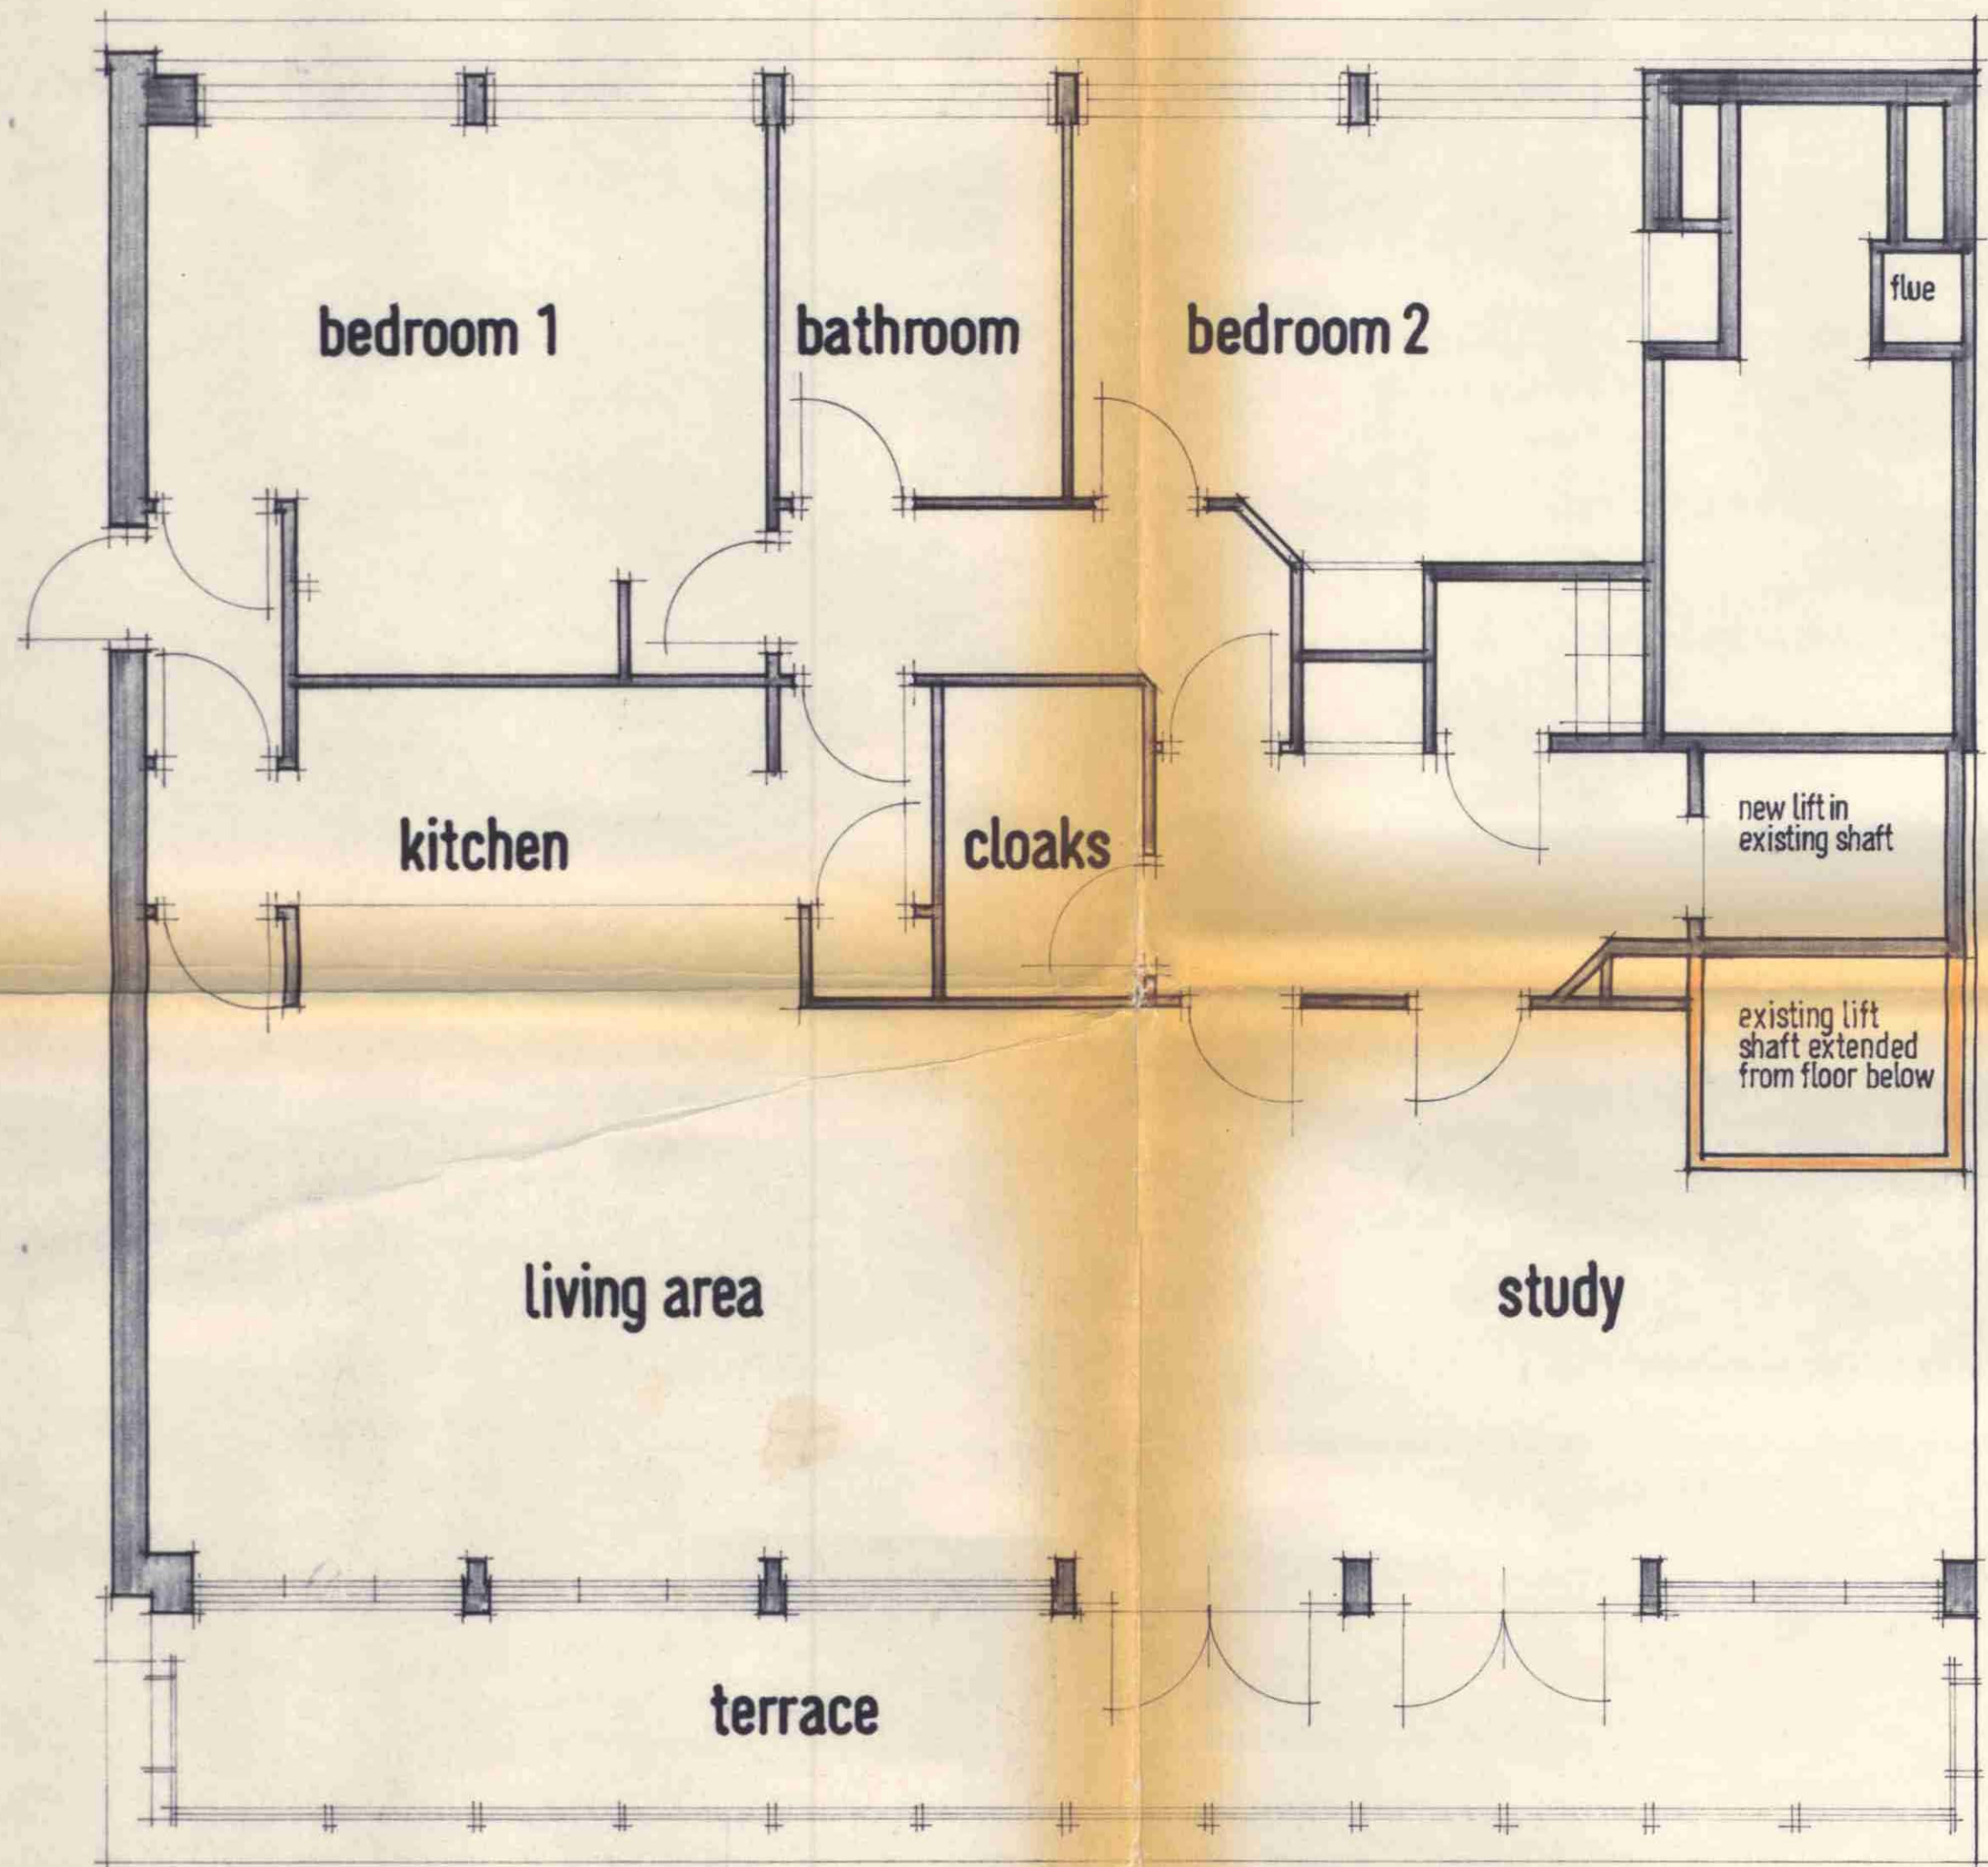 bedroom 1
bathroom
bedroom 2
flue
kitchen
cloaks
new lift in
existing shaft
existing lift
shaft extended
from floor below
living area
study
terrace